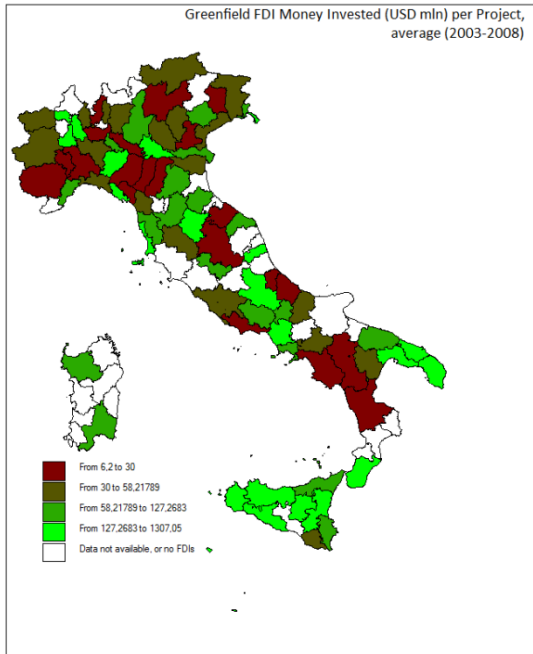 Greenfield FDI Money Invested (USD mln) per Project,
average (2003-2008)
From 6,2 to 30
From 30 to 58,21789
From 58,21789 to 127,2683
From 127,2683 to 1307,05
Data not available, or no FDIs